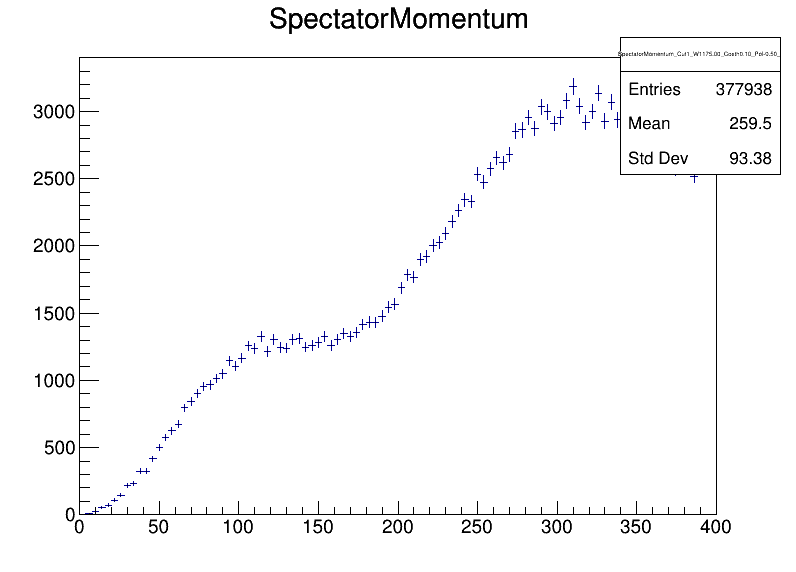 SpectatorMomentum
SpectatorMomentum_Cut1_W1175.00_Costh0.10_Pol-0.50_
Entries 377938
Mean 259.5
Std Dev 93.38
3000
2500
2000
1500
1000
500
0
0 50 100 150 200 250 300 350 400